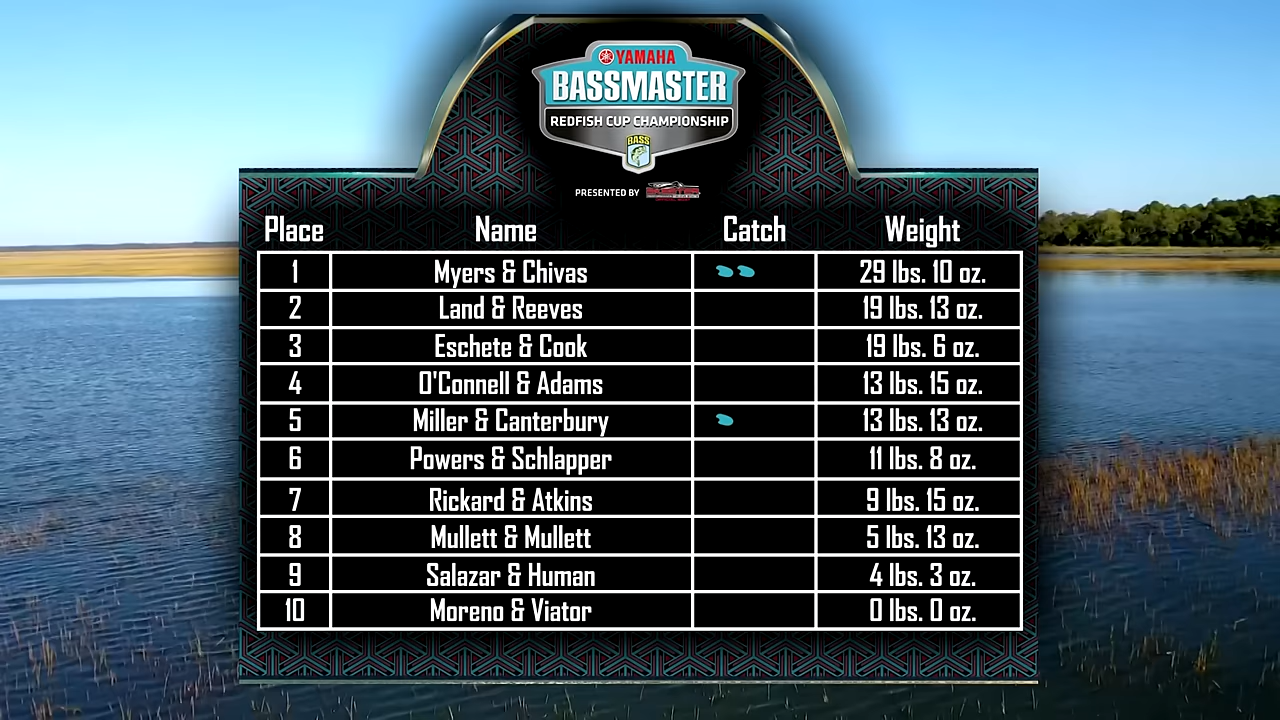 YAMAHA
BASSMASTER
REDFISH CUP CHAMPIONSHIP
BASS
PRESENTED BY
Place Name Catch Weight
1 Myers & Chivas 29 lbs. 10 oz.
2 Land & Reeves 19 lbs. 13 oz.
3 Eschete & Cook 19 lbs. 6 oz.
4 O'Connell & Adams 13 lbs. 15 oz.
5 Miller & Canterbury 13 lbs. 13 oz.
6 Powers & Schlapper 11 lbs. 8 oz.
7 Rickard & Atkins 9 lbs. 15 oz.
8 Mullett & Mullett 5 lbs. 13 oz.
9 Salazar & Human 4 lbs. 3 oz.
10 Moreno & Viator 0 lbs. 0 oz.